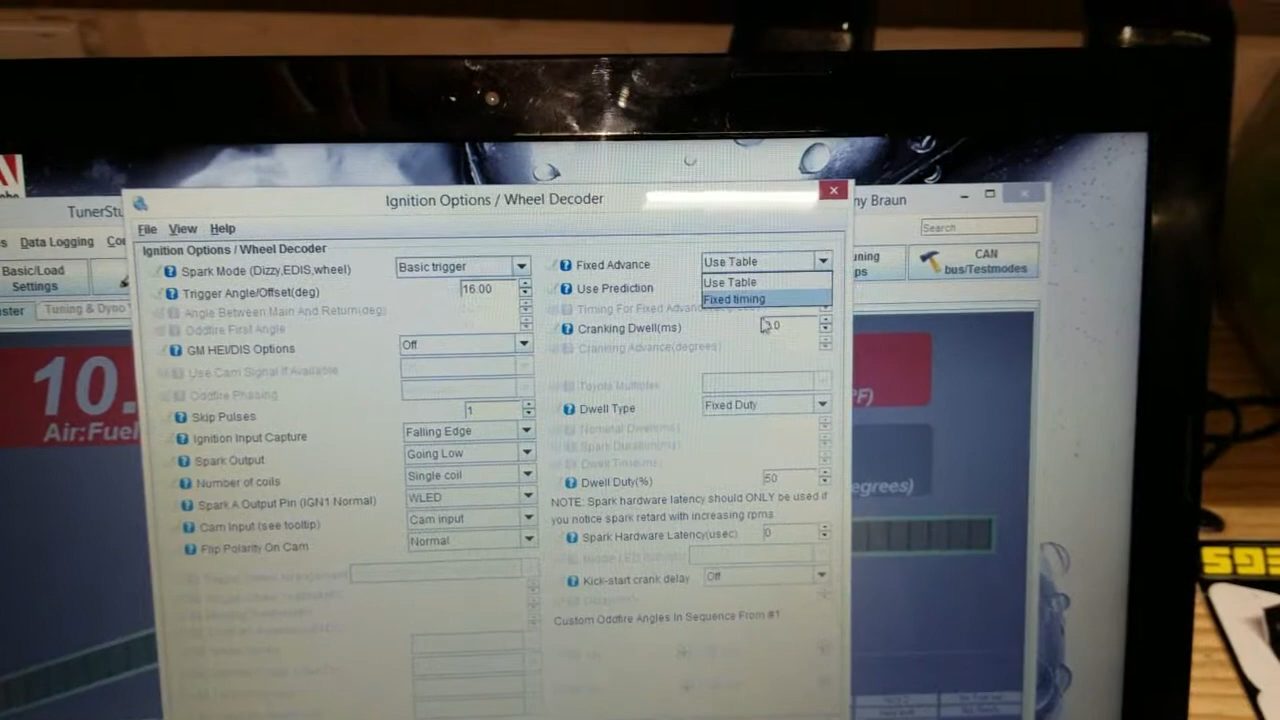 TunerStu
ny Braun
Ignition Options / Wheel Decoder
File View Help
Data Logging
Search
Basic/Load
Settings
CAN
bus/Testmodes
Tuning & Dyno
10.
Air:Fuel
egrees)
Ignition Options / Wheel Decoder
Spark Mode (Dizzy,EDIS,wheel) Basic trigger
Trigger Angle/Offset(deg) 16.00
Angle Between Main And Return(deg)
Oddfire First Angle
GM HEI/DIS Options Off
Use Cam Signal If Available
Oddfire Phasing
Skip Pulses 1
Ignition Input Capture Falling Edge
Spark Output Going Low
Number of coils Single coil
Spark A Output Pin (IGN1 Normal) WLED
Cam Input (see tooltip) Cam input
Flip Polarity On Cam Normal
Fixed Advance Use Table
Use Table
Fixed timing
Use Prediction
Timing For Fixed Advance
Cranking Dwell(ms) .0
Cranking Advance(degrees)
Toyota Multiplex
Dwell Type Fixed Duty
Nominal Dwell(ms)
Spark Duration(ms)
Dwell Time(ms)
Dwell Duty(%) 50
NOTE: Spark hardware latency should ONLY be used if
you notice spark retard with increasing rpms.
Spark Hardware Latency(usec) 0
Kick-start crank delay Off
Custom Oddfire Angles In Sequence From #1